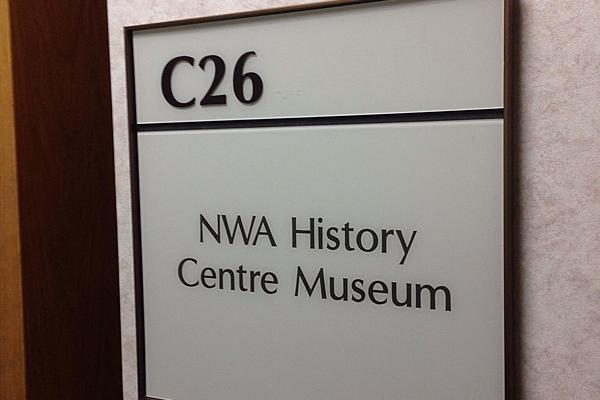 C26
NWA History
Centre Museum